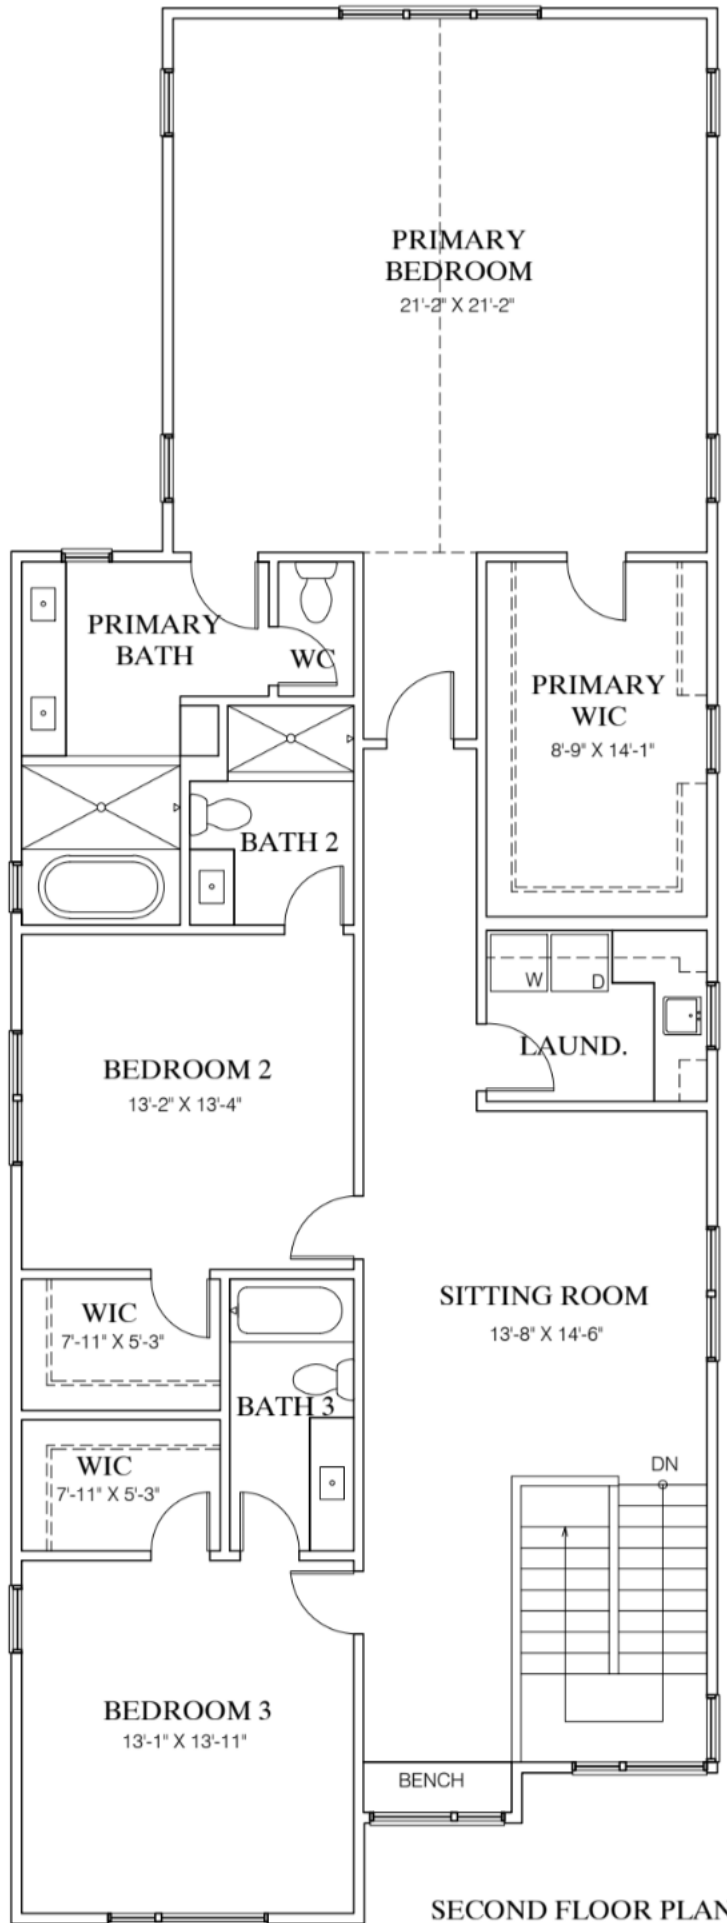 PRIMARY
BEDROOM
21'-2" X 21'-2"
PRIMARY
BATH
WC
PRIMARY
WIC
8'-9" X 14'-1"
BATH 2
W
D
LAUND.
BEDROOM 2
13'-2" X 13'-4"
SITTING ROOM
13'-8" X 14'-6"
WIC
7'-11" X 5'-3"
BATH 3
WIC
7'-11" X 5'-3"
DN
BEDROOM 3
13'-1" X 13'-11"
BENCH
SECOND FLOOR PLAN